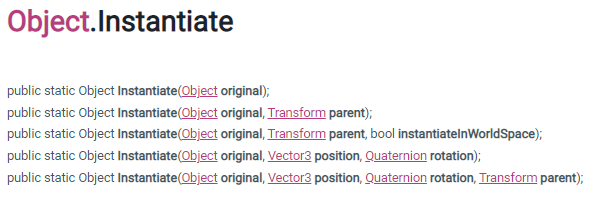 Object.Instantiate
public static Object Instantiate(Object original);
public static Object Instantiate(Object original, Transform parent);
public static Object Instantiate(Object original, Transform parent, bool instantiateInWorldSpace);
public static Object Instantiate(Object original, Vector3 position, Quaternion rotation);
public static Object Instantiate(Object original, Vector3 position, Quaternion rotation, Transform parent);